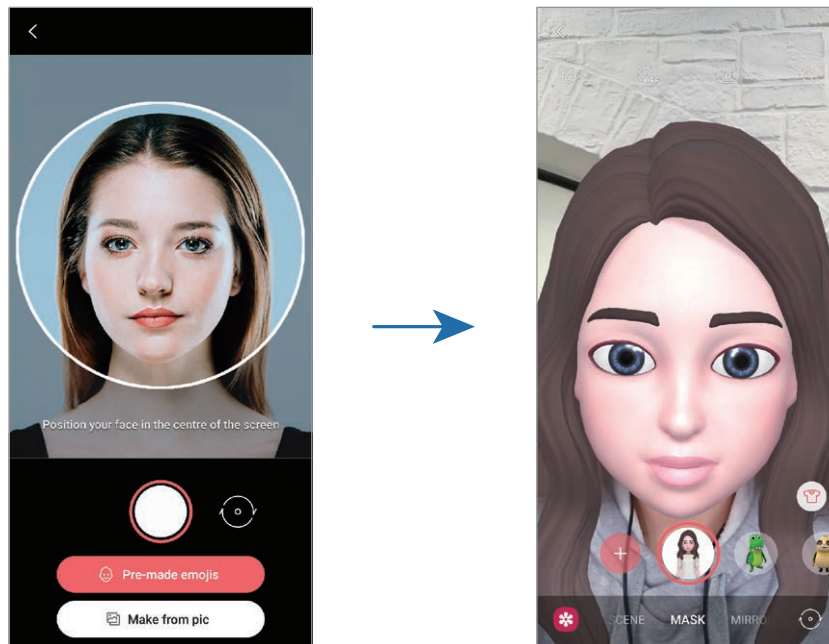 Position your face in the centre of the screen
Pre-made emojis
Make from pic
SCENE
MASK
MIRRO